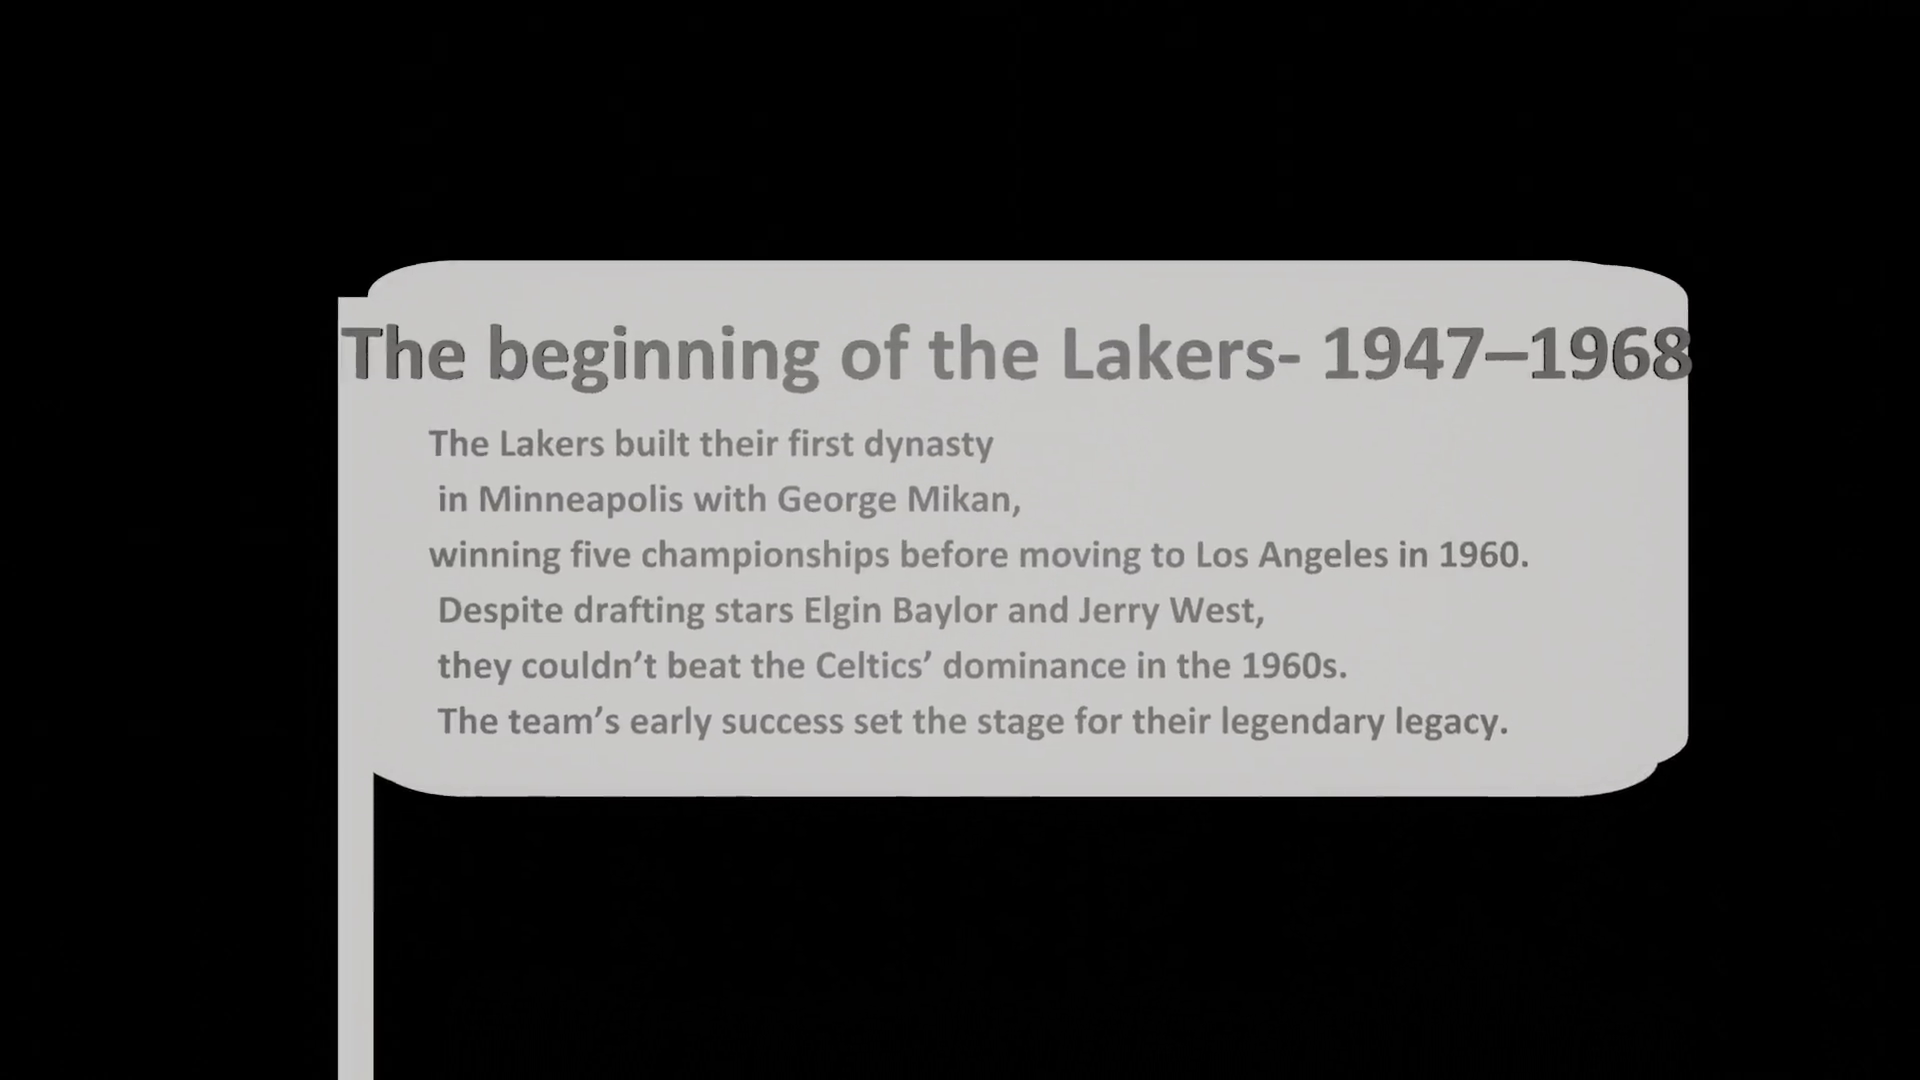 The beginning of the Lakers- 1947–1968
The Lakers built their first dynasty
in Minneapolis with George Mikan,
winning five championships before moving to Los Angeles in 1960.
Despite drafting stars Elgin Baylor and Jerry West,
they couldn’t beat the Celtics’ dominance in the 1960s.
The team’s early success set the stage for their legendary legacy.